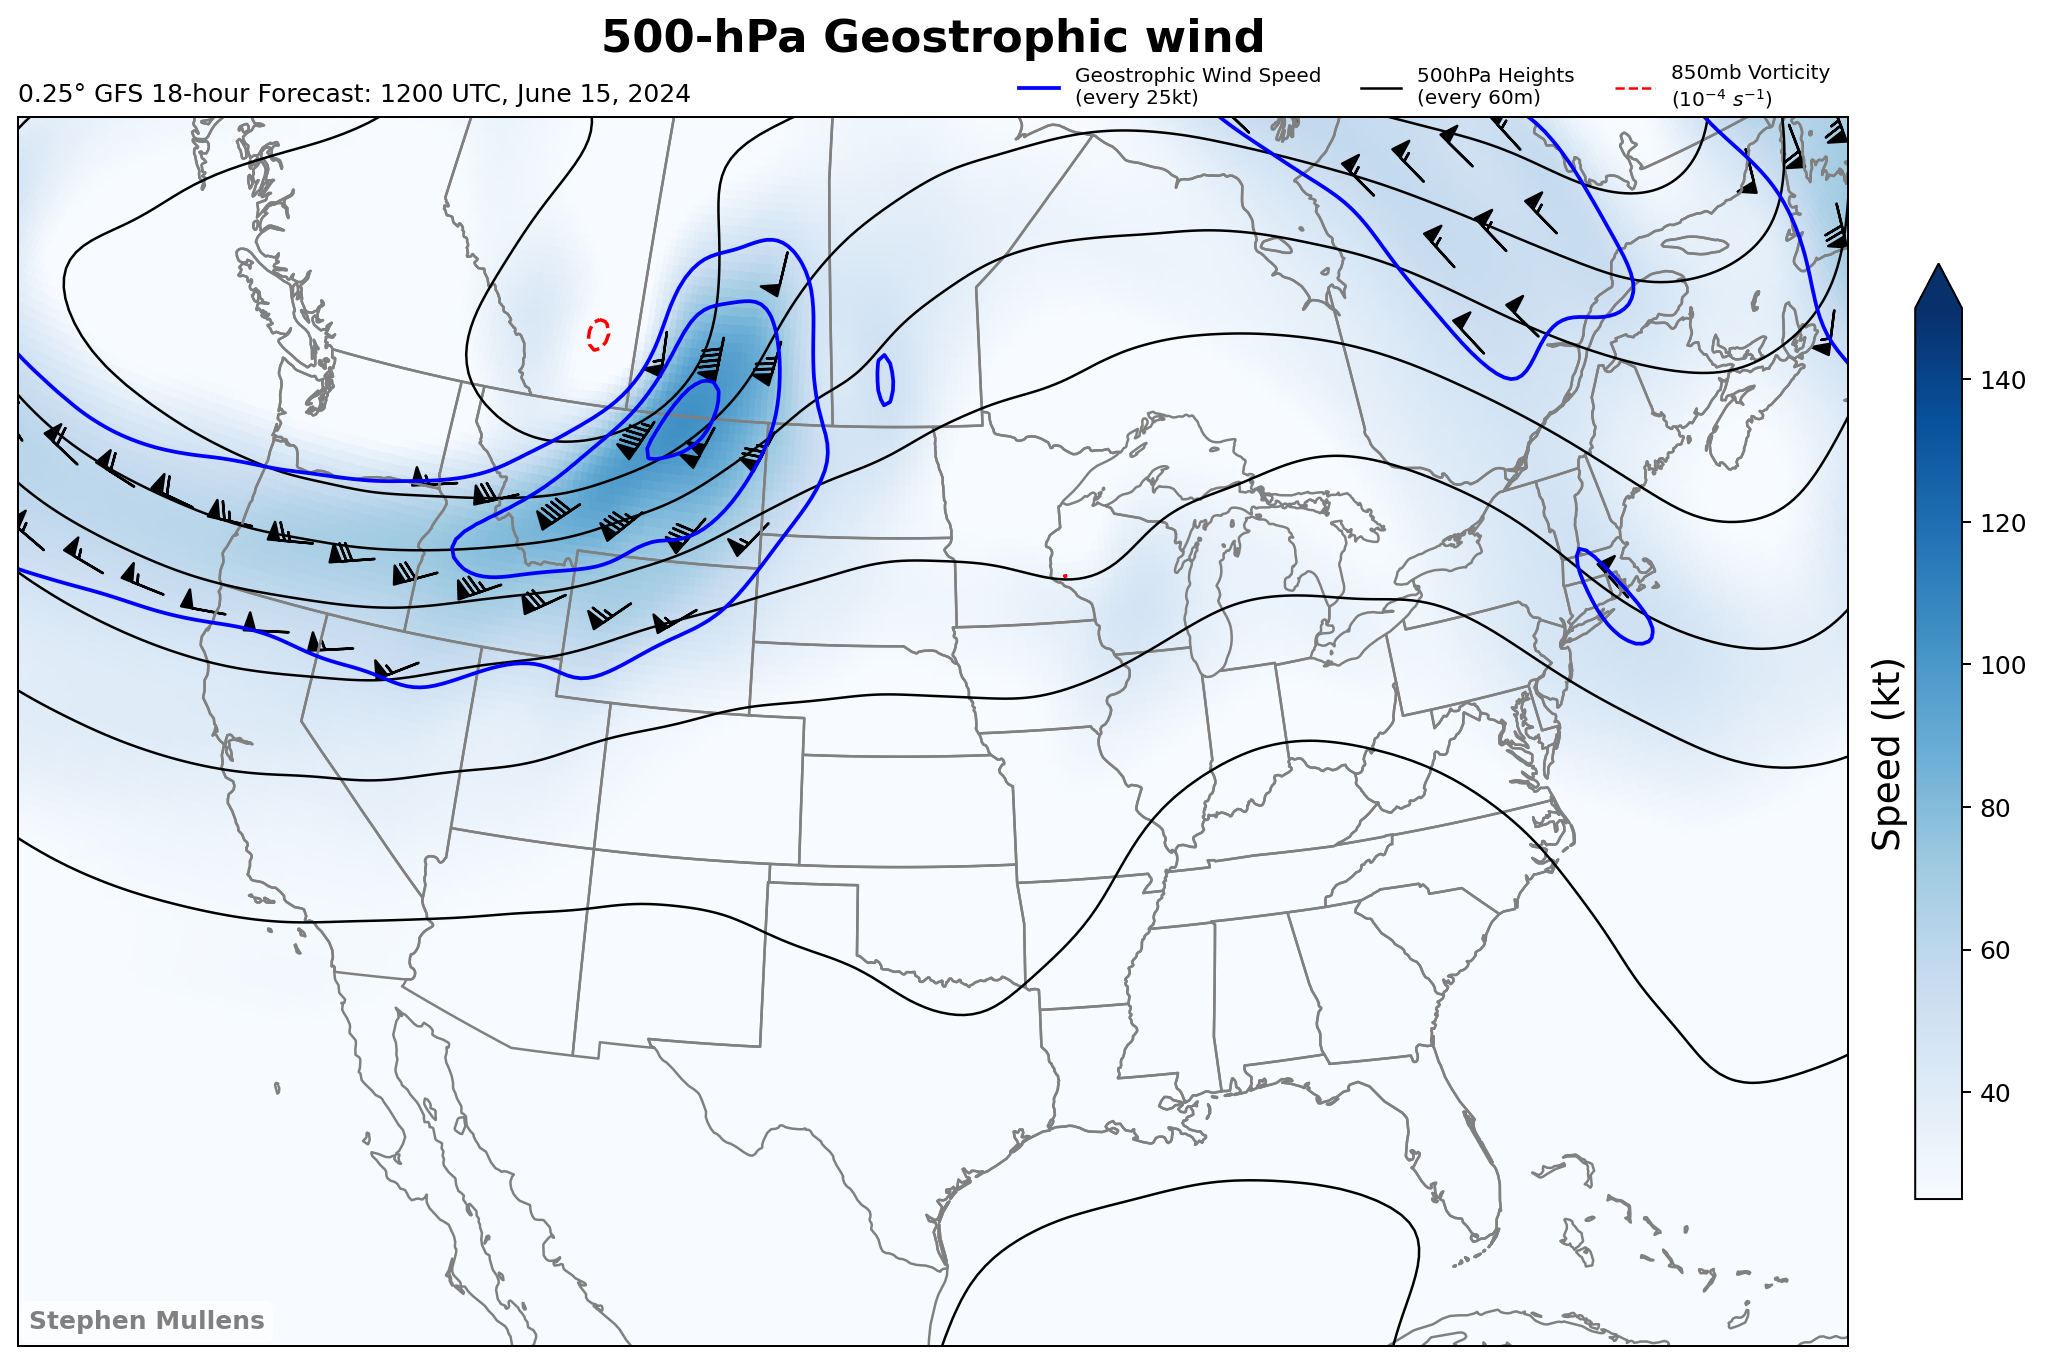 500-hPa Geostrophic wind
0.25° GFS 18-hour Forecast: 1200 UTC, June 15, 2024
Geostrophic Wind Speed
(every 25kt)
500hPa Heights
(every 60m)
850mb Vorticity
(10⁻⁴ s⁻¹)
140
120
100
80
60
40
Speed (kt)
Stephen Mullens